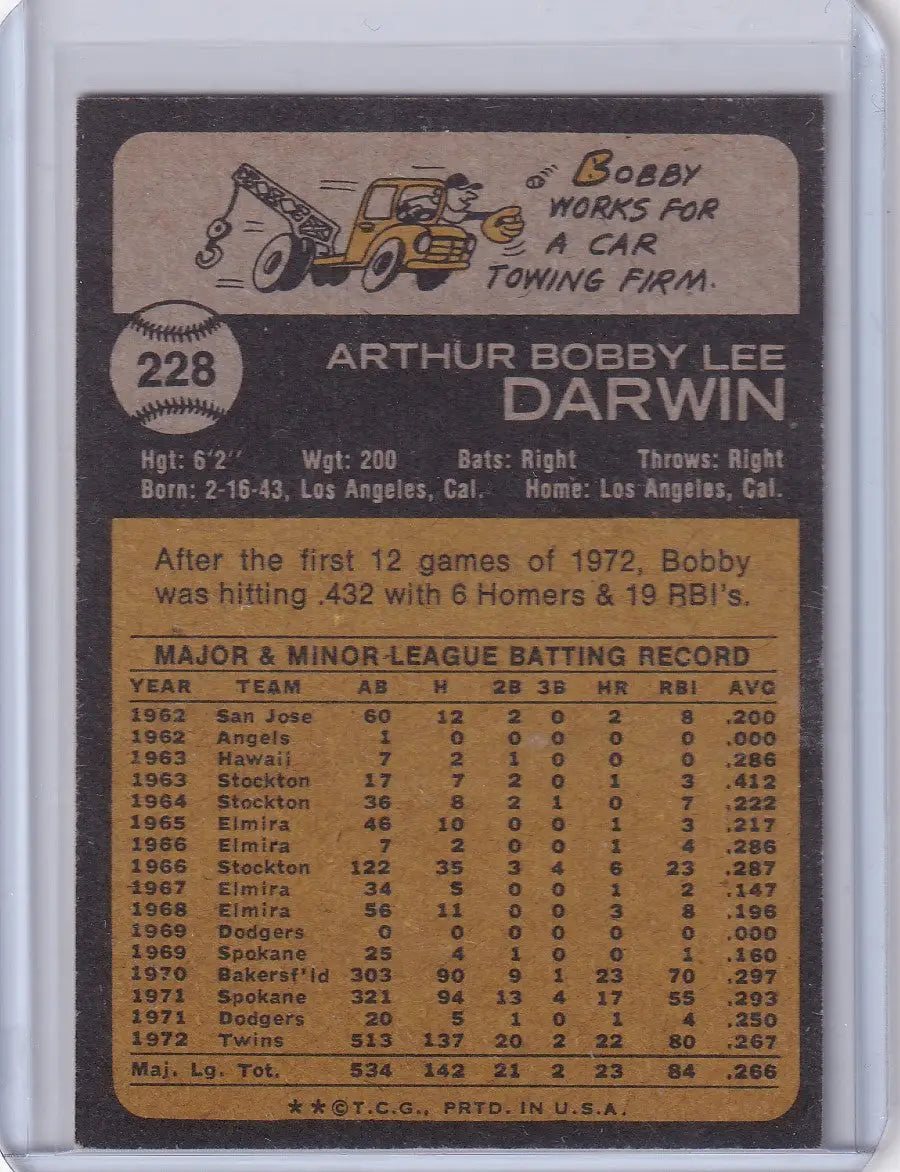 BOBBY
WORKS FOR
A CAR
TOWING FIRM.
228
ARTHUR BOBBY LEE
DARWIN
Hgt: 6'2" Wgt: 200 Bats: Right Throws: Right
Born: 2-16-43, Los Angeles, Cal. Home: Los Angeles, Cal.
After the first 12 games of 1972, Bobby
was hitting .432 with 6 Homers & 19 RBI's.
MAJOR & MINOR-LEAGUE BATTING RECORD
YEAR TEAM AB H 2B 3B HR RBI AVG
1962 San Jose 60 12 2 0 2 8 .200
1962 Angels 1 0 0 0 0 0 .000
1963 Hawaii 7 2 1 0 0 0 .286
1963 Stockton 17 7 2 0 1 3 .412
1964 Stockton 36 8 2 1 0 7 .222
1965 Elmira 46 10 0 0 1 3 .217
1966 Elmira 7 2 0 0 1 4 .286
1966 Stockton 122 35 3 4 6 23 .287
1967 Elmira 34 5 0 0 1 2 .147
1968 Elmira 56 11 0 0 3 8 .196
1969 Dodgers 0 0 0 0 0 0 .000
1969 Spokane 25 4 1 0 0 1 .160
1970 Bakersf'ld 303 90 9 1 23 70 .297
1971 Spokane 321 94 13 4 17 55 .293
1971 Dodgers 20 5 1 0 1 4 .250
1972 Twins 513 137 20 2 22 80 .267
Maj. Lg. Tot. 534 142 21 2 23 84 .266
★★©T.C.G., PRTD. IN U.S.A.